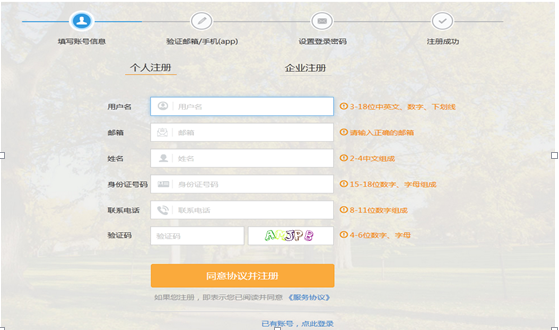 填写账号信息 验证邮箱/手机(app) 设置登录密码 注册成功
个人注册 企业注册
用户名 用户名 3-18位中英文、数字、下划线
邮箱 邮箱 请输入正确的邮箱
姓名 姓名 2-4中文组成
身份证号码 身份证号码 15-18位数字、字母组成
联系电话 联系电话 8-11位数字组成
验证码 验证码 AWJP8 4-6位数字、字母
同意协议并注册
如果您注册，即表示您已阅读并同意 《服务协议》
已有账号，点此登录